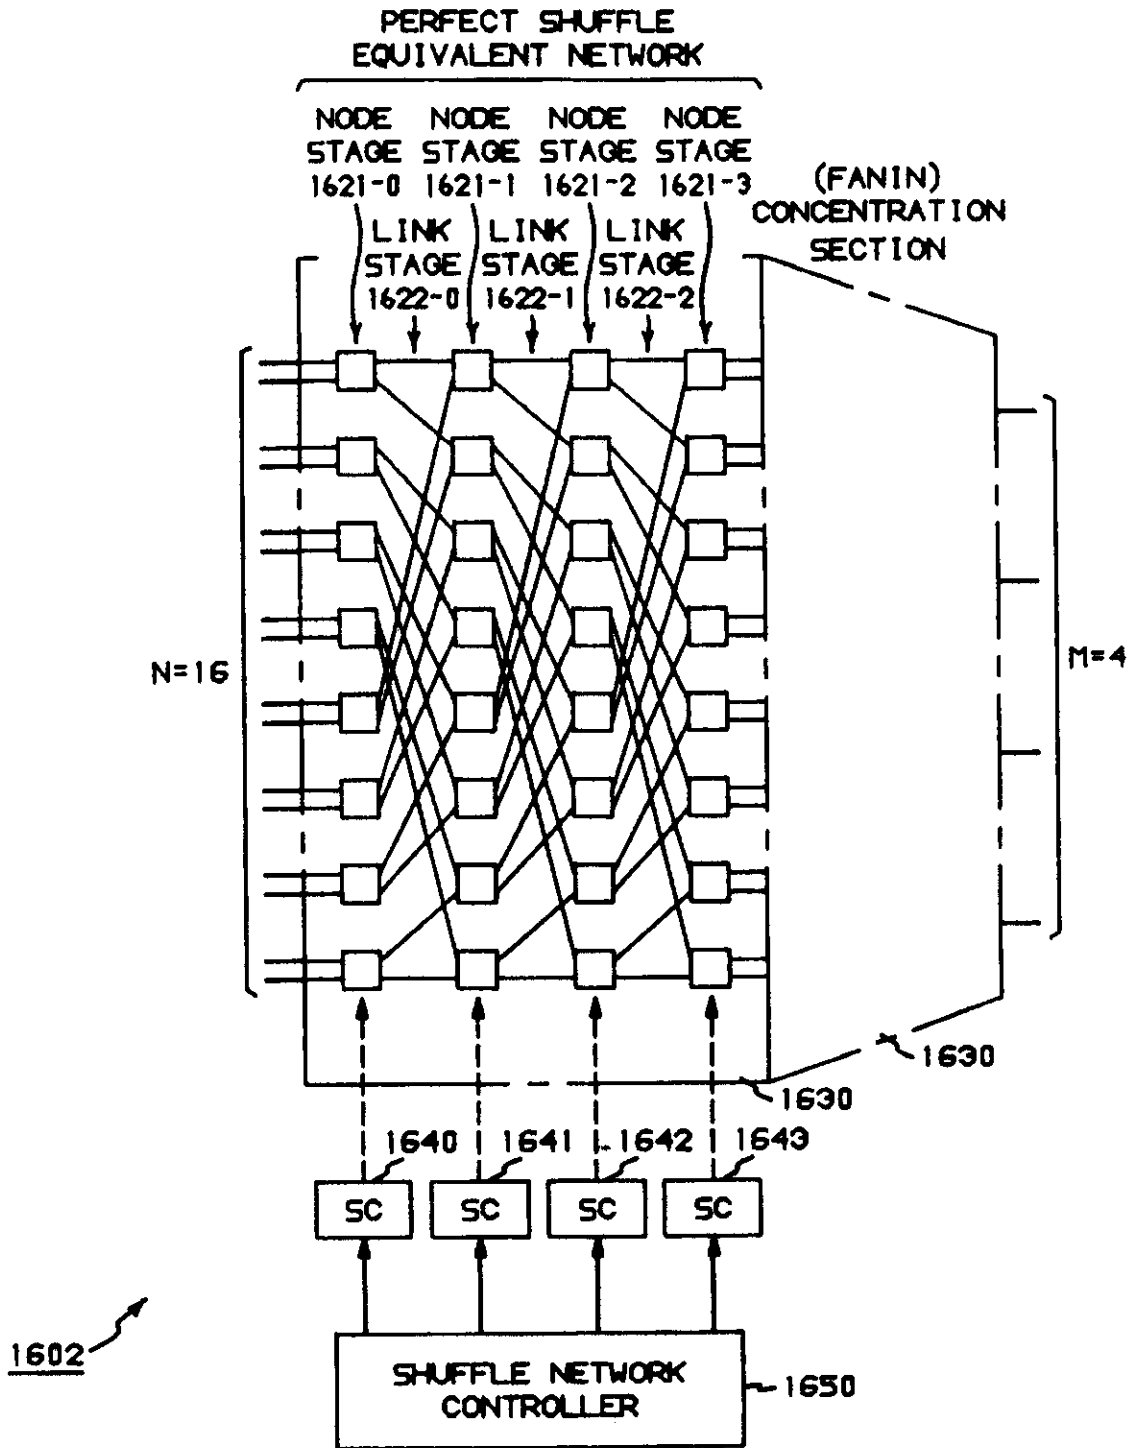 PERFECT SHUFFLE
EQUIVALENT NETWORK
NODE NODE NODE NODE
STAGE STAGE STAGE STAGE
1621-0 1621-1 1621-2 1621-3
LINK LINK LINK
STAGE STAGE STAGE
1622-0 1622-1 1622-2
(FANIN)
CONCENTRATION
SECTION
N=16
M=4
1630
1630
1640 1641 1642 1643
SC SC SC SC
1602
SHUFFLE NETWORK
CONTROLLER
1650